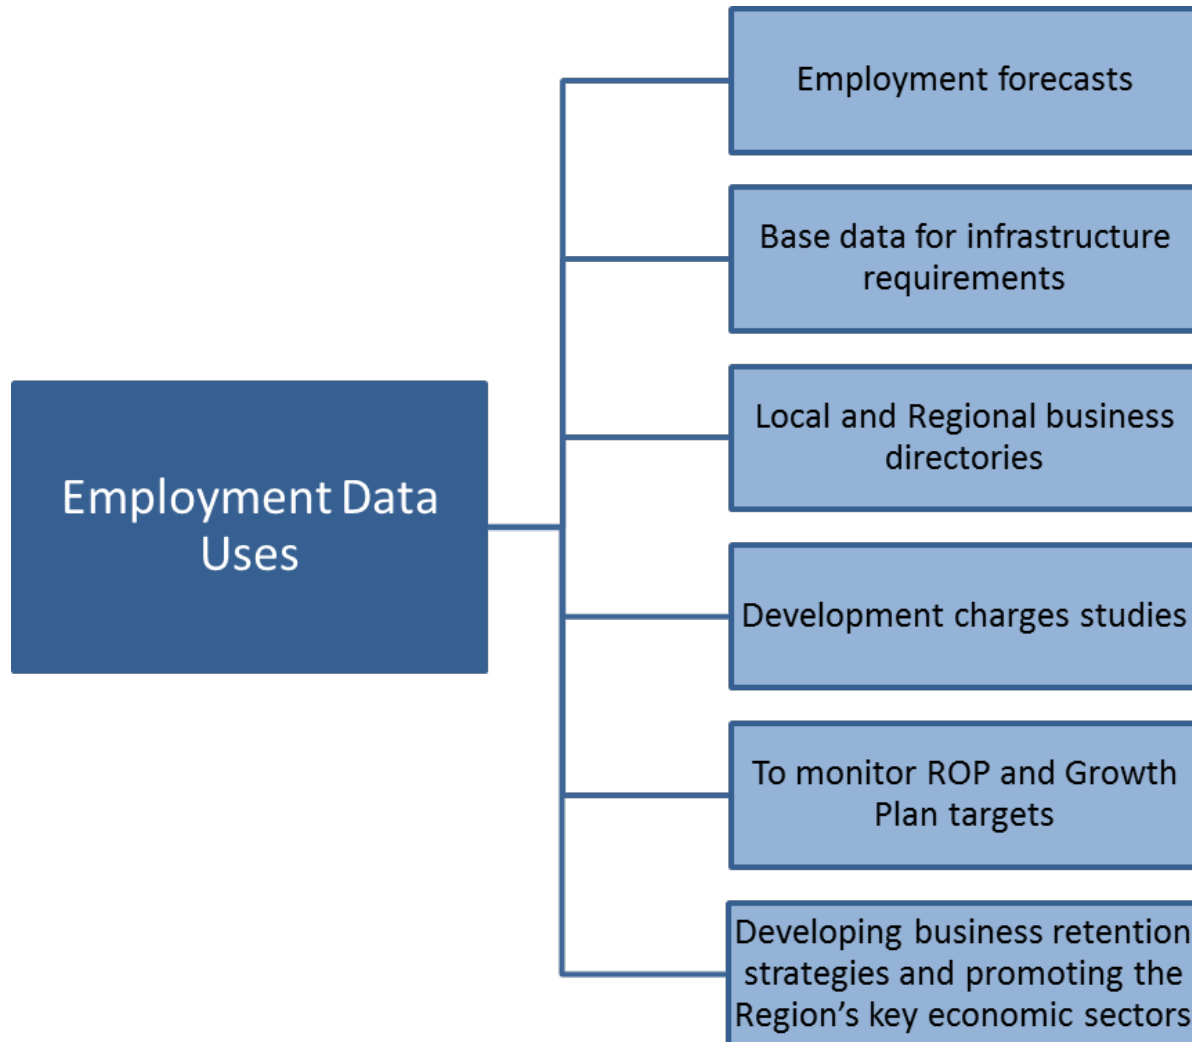 Employment forecasts
Base data for infrastructure
requirements
Local and Regional business
directories
Employment Data
Uses
Development charges studies
To monitor ROP and Growth
Plan targets
Developing business retention
strategies and promoting the
Region’s key economic sectors